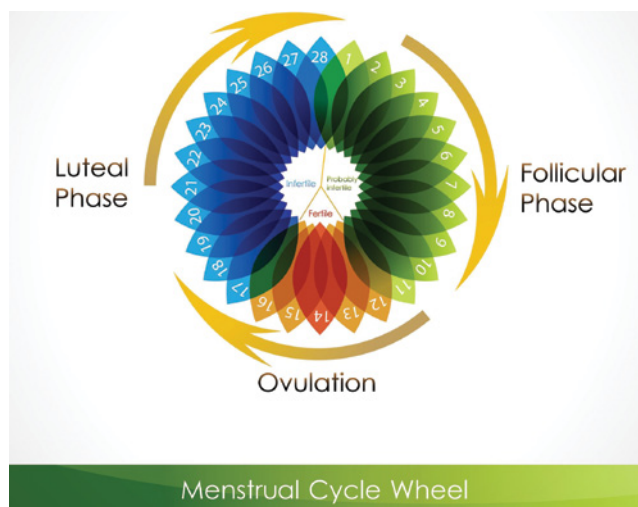 28
1
2
3
4
5
6
7
8
9
10
11
12
13
14
15
16
17
18
19
20
21
22
23
24
25
26
27
Luteal
Phase
Infertile
Probably
infertile
Fertile
Follicular
Phase
Ovulation
Menstrual Cycle Wheel